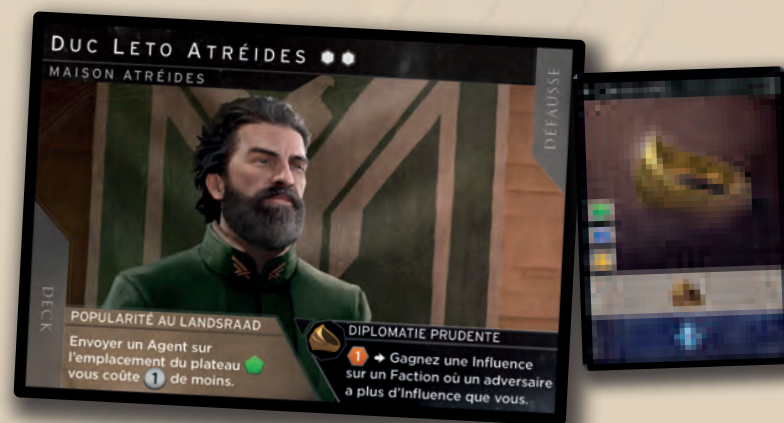 DUC LETO ATRÉIDES
MAISON ATRÉIDES
DÉFAUSSE
DECK
POPULARITÉ AU LANDSRAAD
Envoyer un Agent sur
l'emplacement du plateau
vous coûte 1 de moins.
DIPLOMATIE PRUDENTE
1 → Gagnez une Influence
sur un Faction où un adversaire
a plus d'Influence que vous.